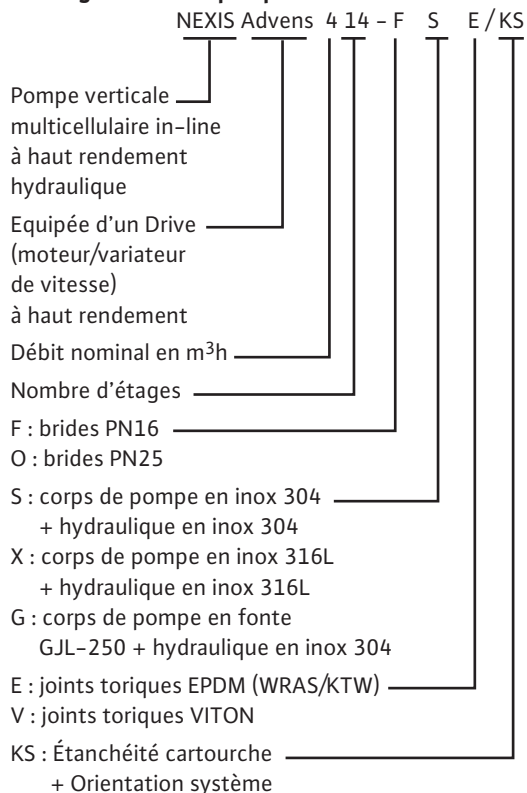 NEXIS Advens 4 14 – F S E / KS
Pompe verticale
multicellulaire in-line
à haut rendement
hydraulique
Equipée d’un Drive
(moteur/variateur
de vitesse)
à haut rendement
Débit nominal en m³h
Nombre d’étages
F : brides PN16
O : brides PN25
S : corps de pompe en inox 304
+ hydraulique en inox 304
X : corps de pompe en inox 316L
+ hydraulique en inox 316L
G : corps de pompe en fonte
GJL-250 + hydraulique en inox 304
E : joints toriques EPDM (WRAS/KTW)
V : joints toriques VITON
KS : Étanchéité cartourche
+ Orientation système